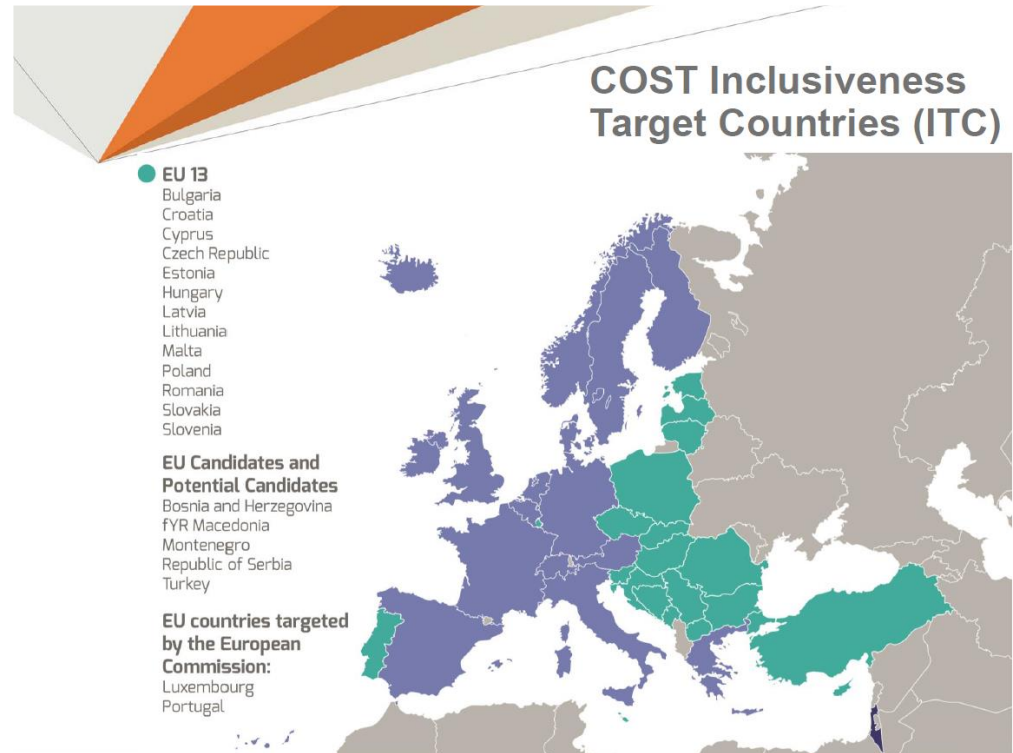 COST Inclusiveness
Target Countries (ITC)
EU 13
Bulgaria
Croatia
Cyprus
Czech Republic
Estonia
Hungary
Latvia
Lithuania
Malta
Poland
Romania
Slovakia
Slovenia
EU Candidates and
Potential Candidates
Bosnia and Herzegovina
fYR Macedonia
Montenegro
Republic of Serbia
Turkey
EU countries targeted
by the European
Commission:
Luxembourg
Portugal